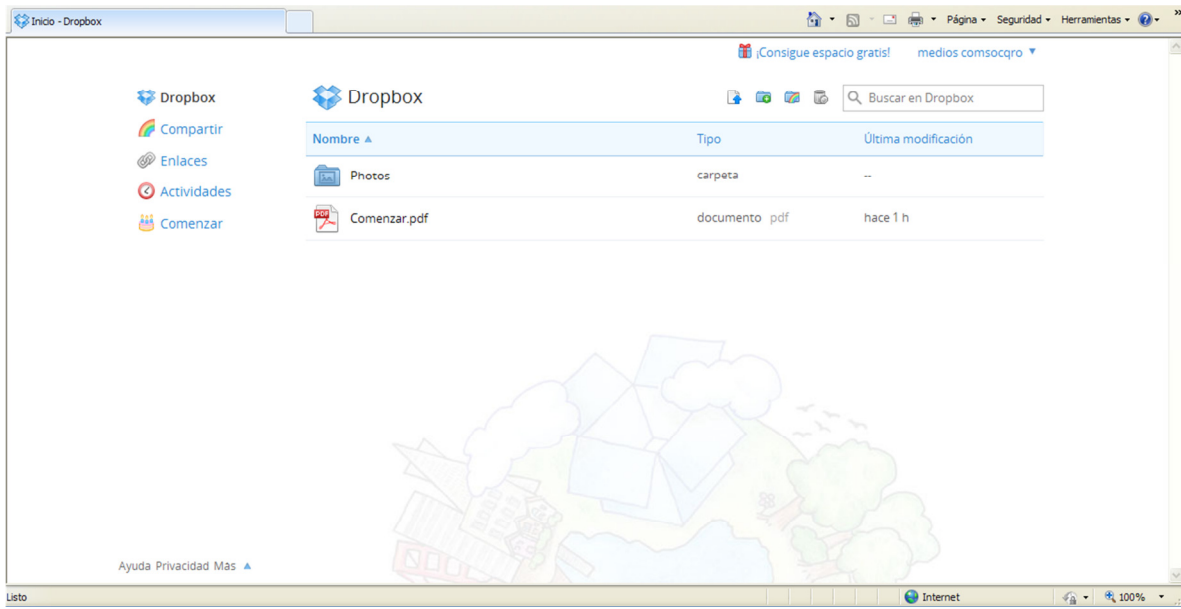 Inicio - Dropbox
Página Seguridad Herramientas
¡Consigue espacio gratis! medios comsocqro
Dropbox
Compartir
Enlaces
Actividades
Comenzar
Dropbox
Buscar en Dropbox
Nombre Tipo Última modificación
Photos carpeta --
PDF Comenzar.pdf documento pdf hace 1 h
Ayuda Privacidad Más
Listo Internet 100%